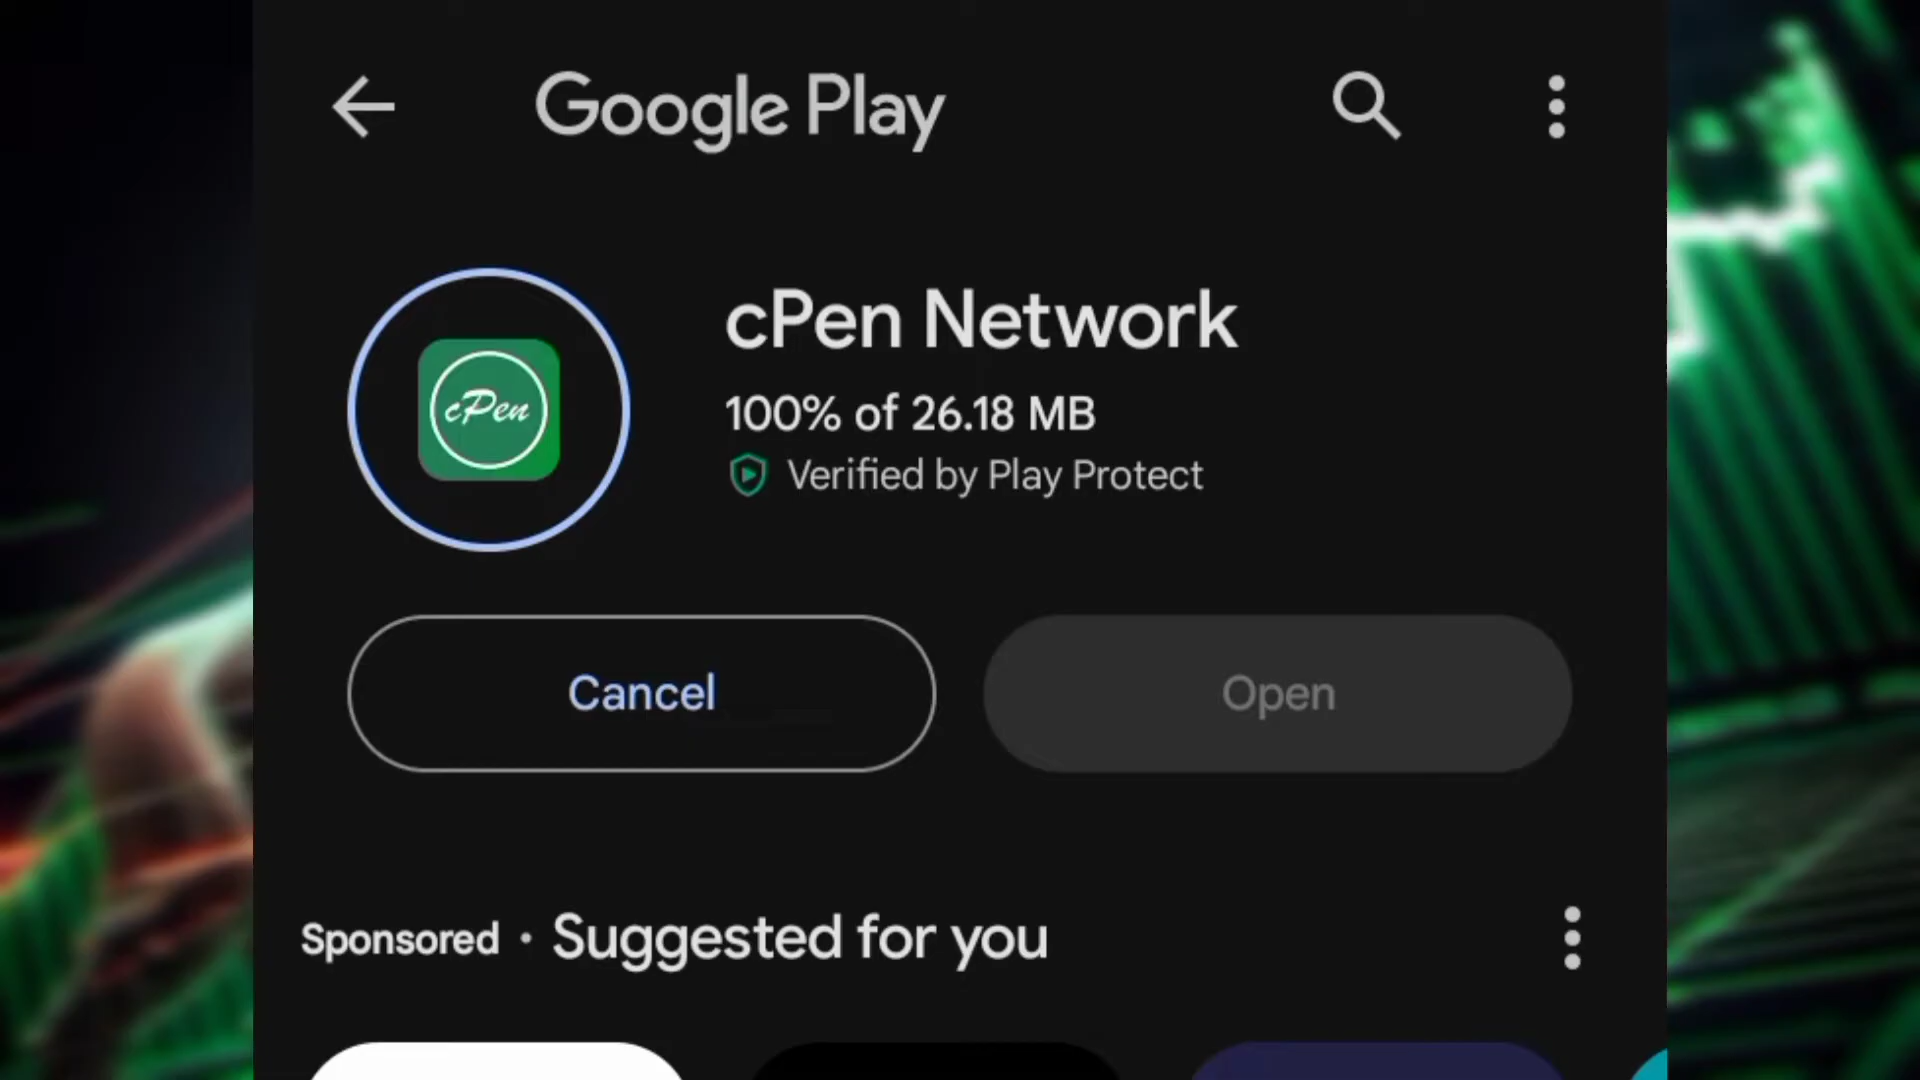 Google Play
cPen Network
cPen
100% of 26.18 MB
Verified by Play Protect
Cancel
Open
Sponsored · Suggested for you